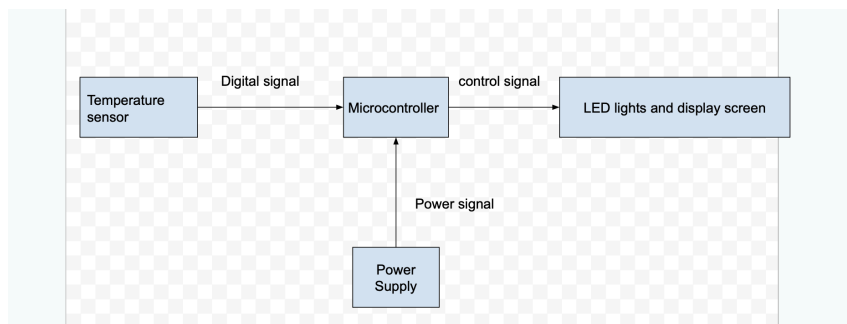 Digital signal
control signal
Temperature
sensor
Microcontroller
LED lights and display screen
Power signal
Power
Supply